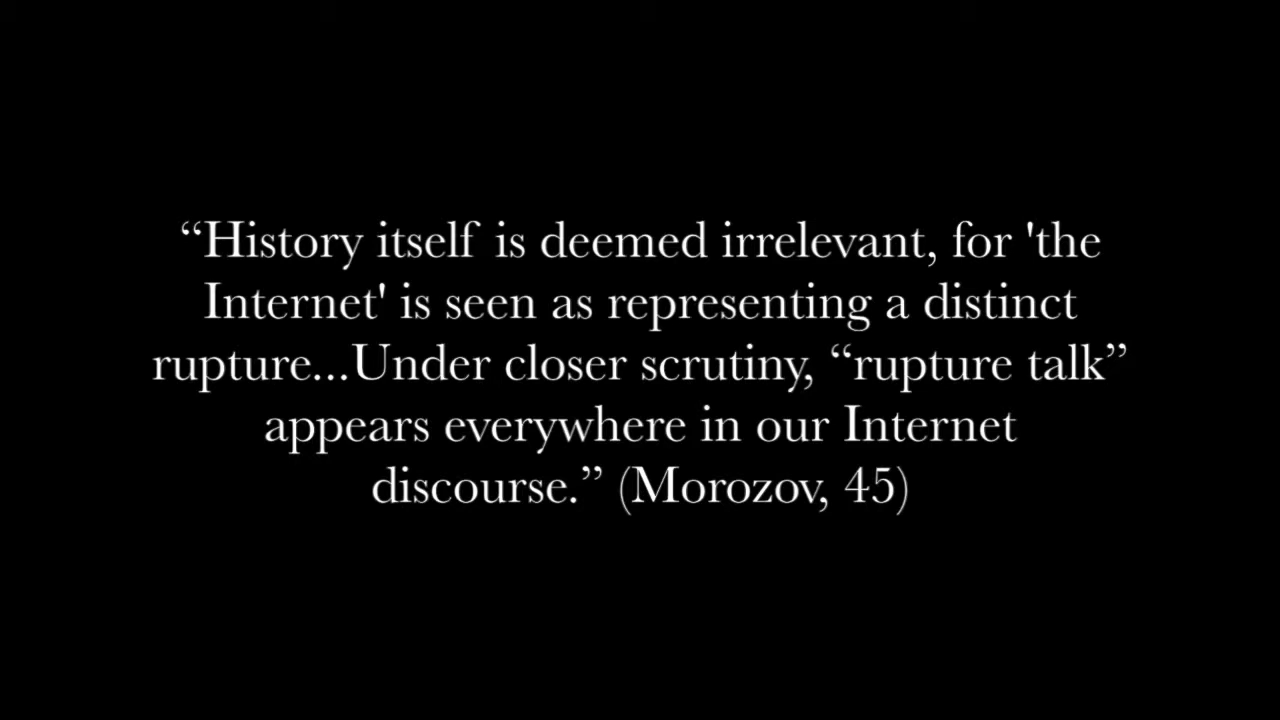 “History itself is deemed irrelevant, for 'the
Internet' is seen as representing a distinct
rupture...Under closer scrutiny, “rupture talk”
appears everywhere in our Internet
discourse.” (Morozov, 45)